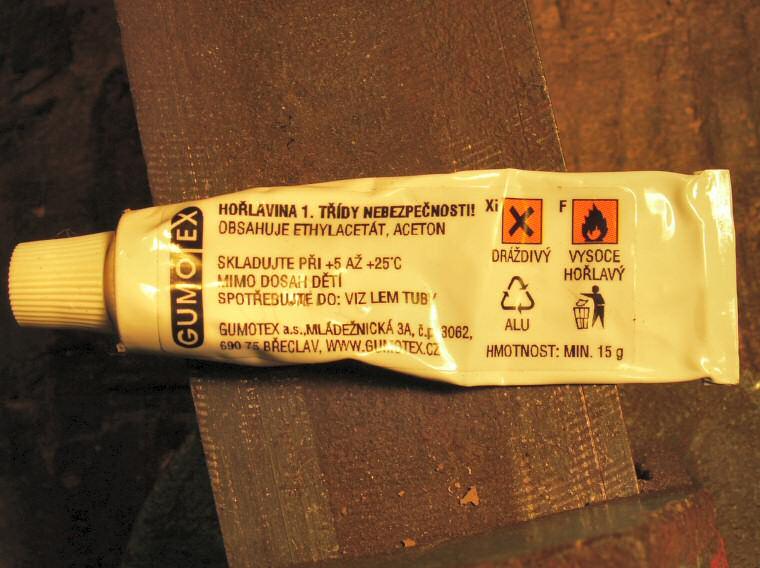 GUMOTEX
HOŘLAVINA 1. TŘÍDY NEBEZPEČNOSTI!
OBSAHUJE ETHYLACETÁT, ACETON
SKLADUJTE PŘI +5 AŽ +25°C
MIMO DOSAH DĚTÍ
SPOTŘEBUJTE DO: VIZ LEM TUBY
GUMOTEX a.s.,MLÁDEŽNICKÁ 3A, č.p. 3062,
690 75 BŘECLAV, WWW.GUMOTEX.CZ
Xi
DRÁŽDIVÝ
F
VYSOCE
HOŘLAVÝ
ALU
HMOTNOST: MIN. 15 g